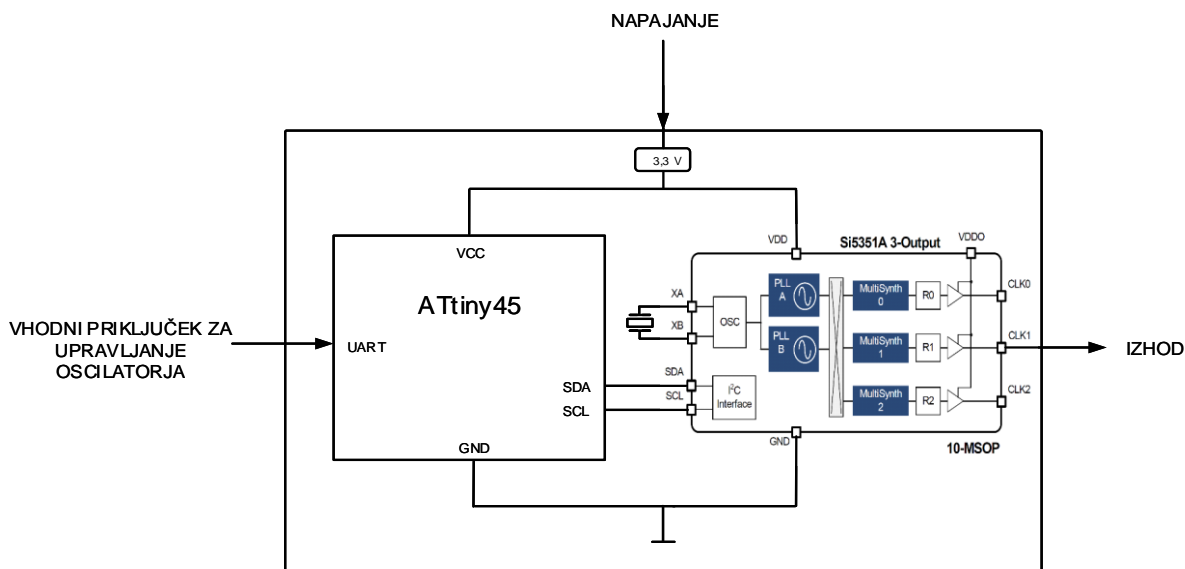 NAPAJANJE
3,3 V
VCC
ATtiny45
UART
SDA
SCL
GND
VHODNI PRIKLJUČEK ZA
UPRAVLJANJE
OSCILATORJA
Si5351A 3-Output
VDD
VDDO
XA
XB
OSC
PLL
A
PLL
B
MultiSynth
0
R0
CLK0
MultiSynth
1
R1
CLK1
MultiSynth
2
R2
CLK2
SDA
SCL
I²C
Interface
GND
10-MSOP
IZHOD